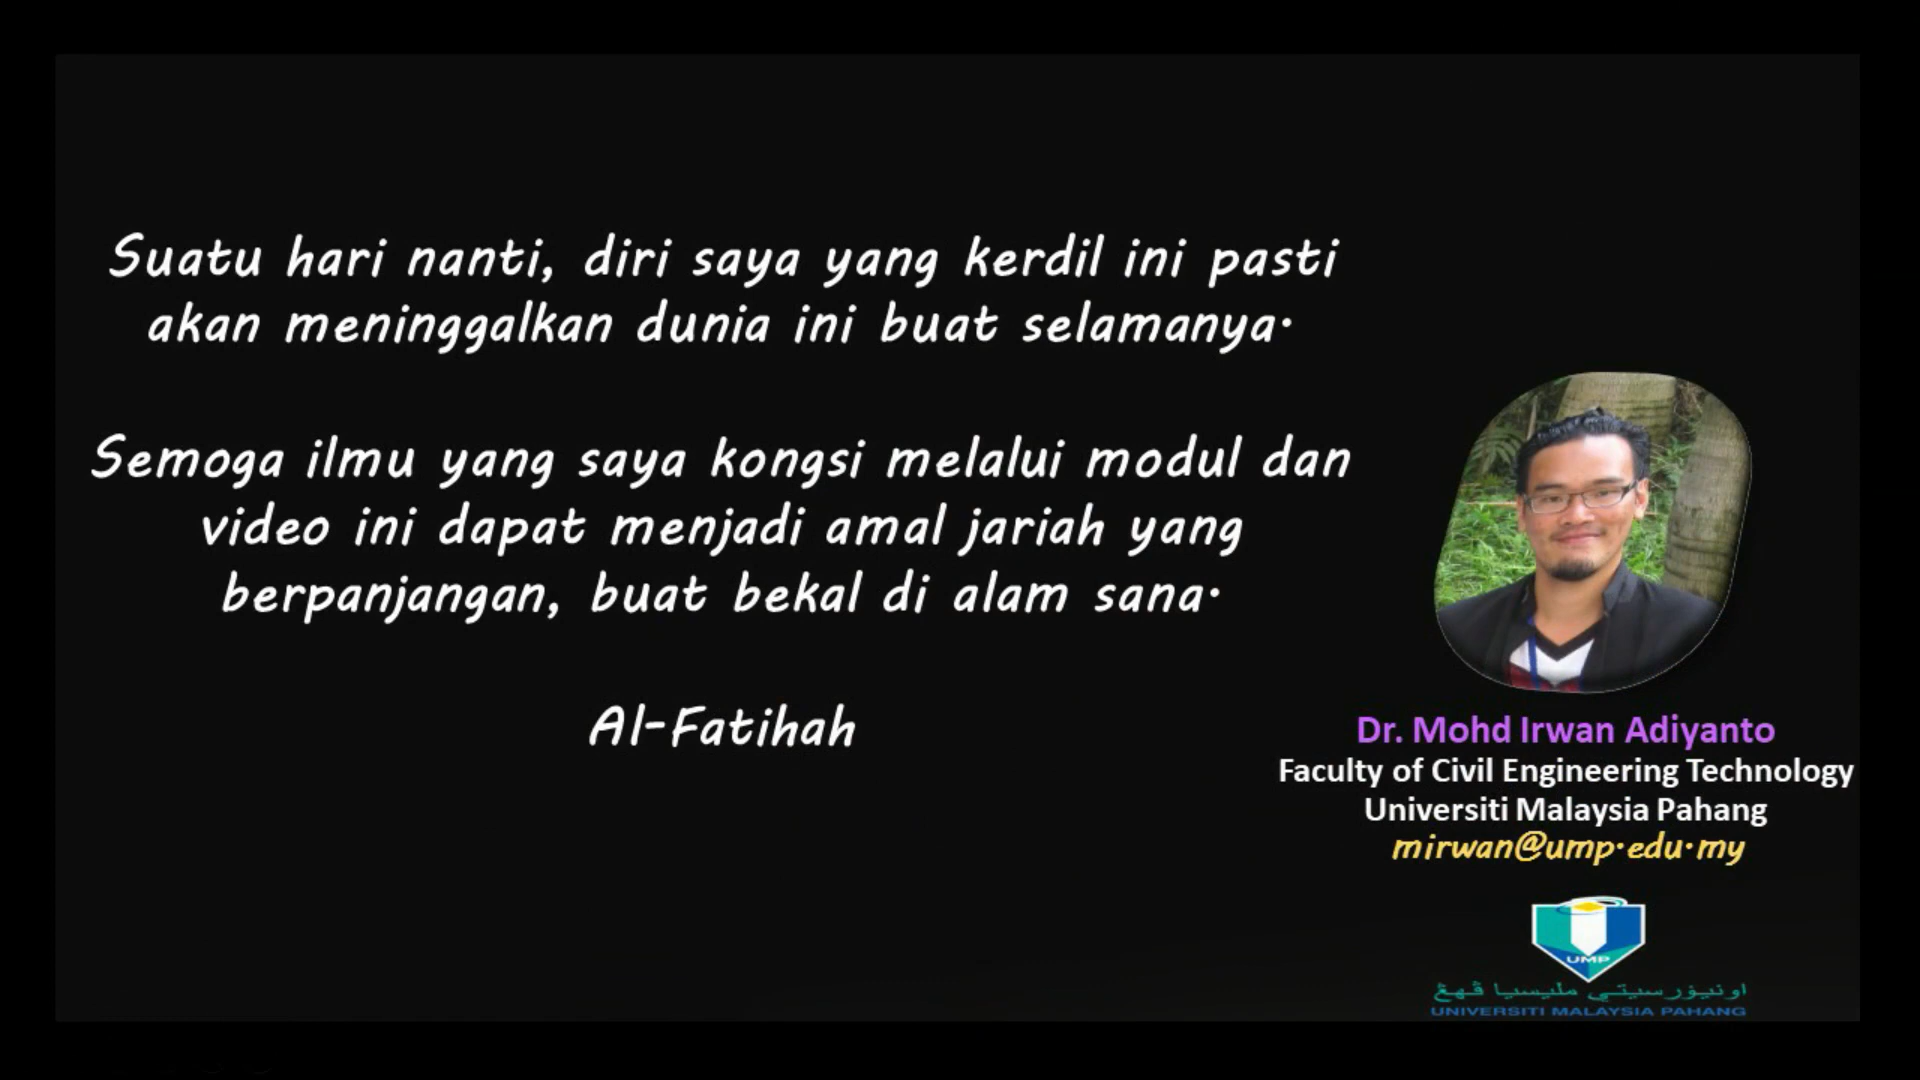 Suatu hari nanti, diri saya yang kerdil ini pasti
akan meninggalkan dunia ini buat selamanya.
Semoga ilmu yang saya kongsi melalui modul dan
video ini dapat menjadi amal jariah yang
berpanjangan, buat bekal di alam sana.
Al-Fatihah
Dr. Mohd Irwan Adiyanto
Faculty of Civil Engineering Technology
Universiti Malaysia Pahang
mirwan@ump.edu.my
UMP
اونيۏرسيتي مليسيا ڤهڠ
UNIVERSITI MALAYSIA PAHANG